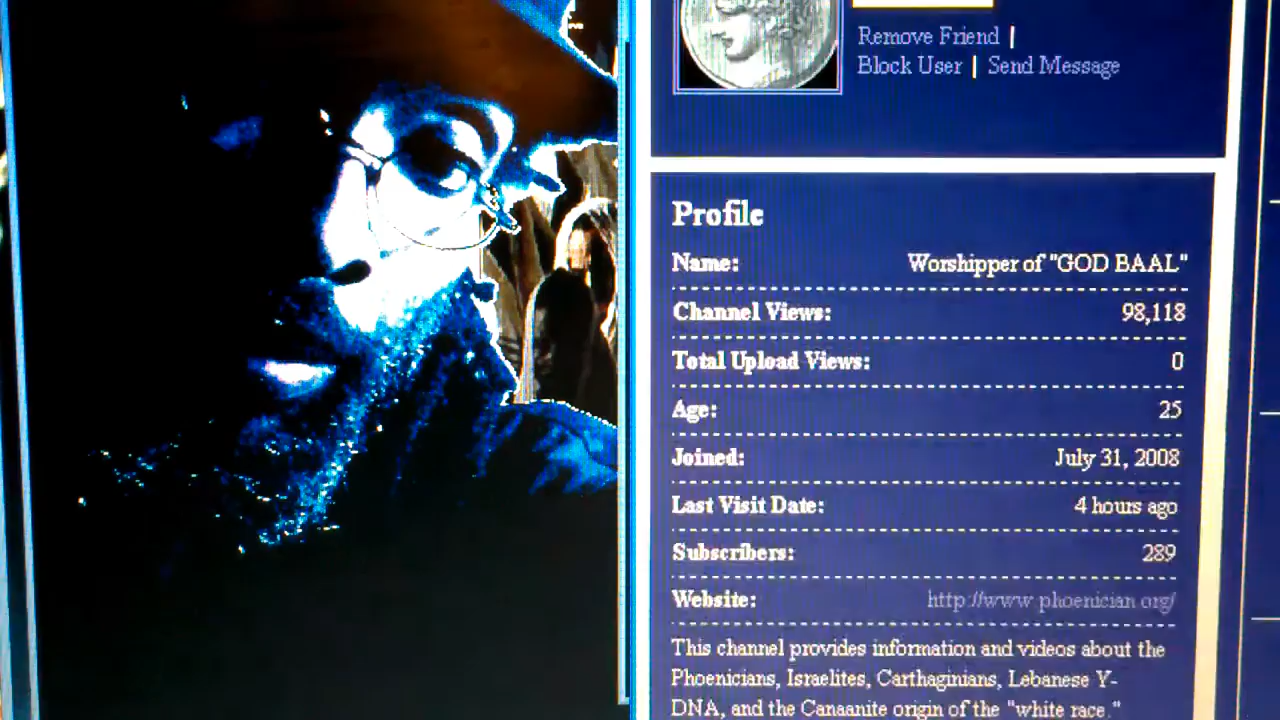 Remove Friend |
Block User | Send Message
Profile
Name: Worshipper of "GOD BAAL"
Channel Views: 98,118
Total Upload Views: 0
Age: 25
Joined: July 31, 2008
Last Visit Date: 4 hours ago
Subscribers: 289
Website: http://www.phoenician.org/
This channel provides information and videos about the
Phoenicians, Israelites, Carthaginians, Lebanese Y-
DNA, and the Canaanite origin of the "white race."